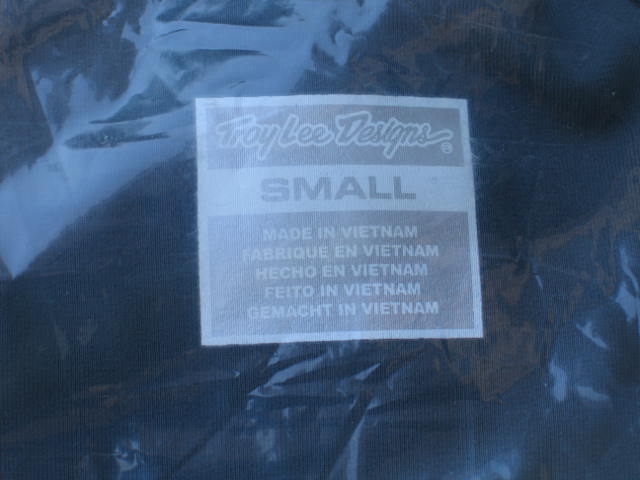 Troy Lee Designs®
SMALL
MADE IN VIETNAM
FABRIQUE EN VIETNAM
HECHO EN VIETNAM
FEITO IN VIETNAM
GEMACHT IN VIETNAM